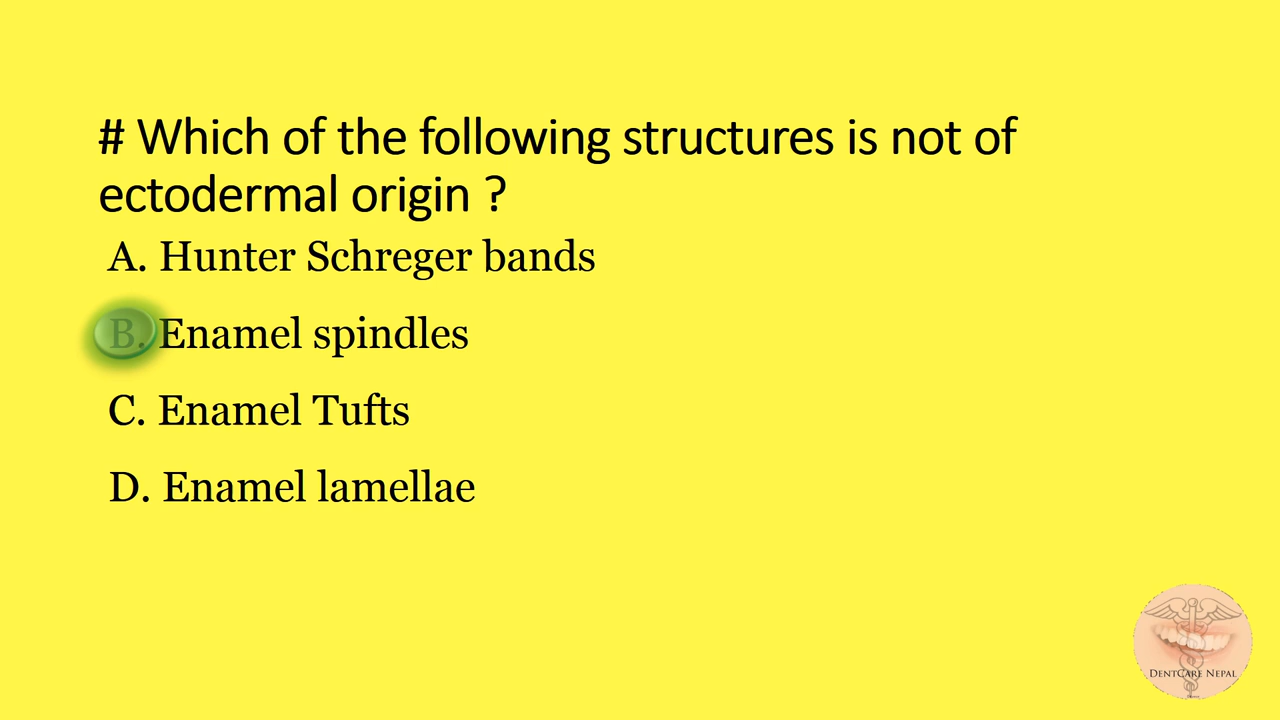 # Which of the following structures is not of
ectodermal origin ?
A. Hunter Schreger bands
B. Enamel spindles
C. Enamel Tufts
D. Enamel lamellae
DENTCARE NEPAL